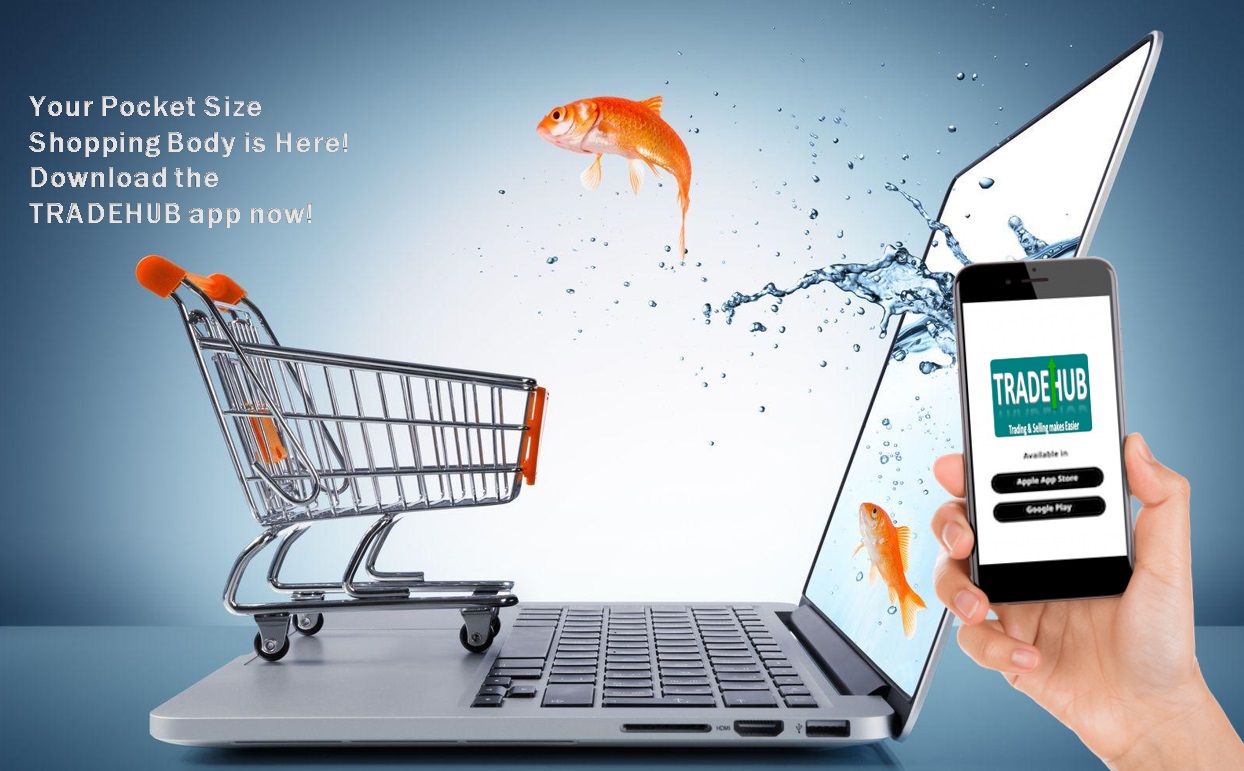 Your Pocket Size
Shopping Body is Here!
Download the
TRADEHUB app now!
TRADEHUB
Trading & Selling makes Easier
Available in
Apple App Store
Google Play
HDMI